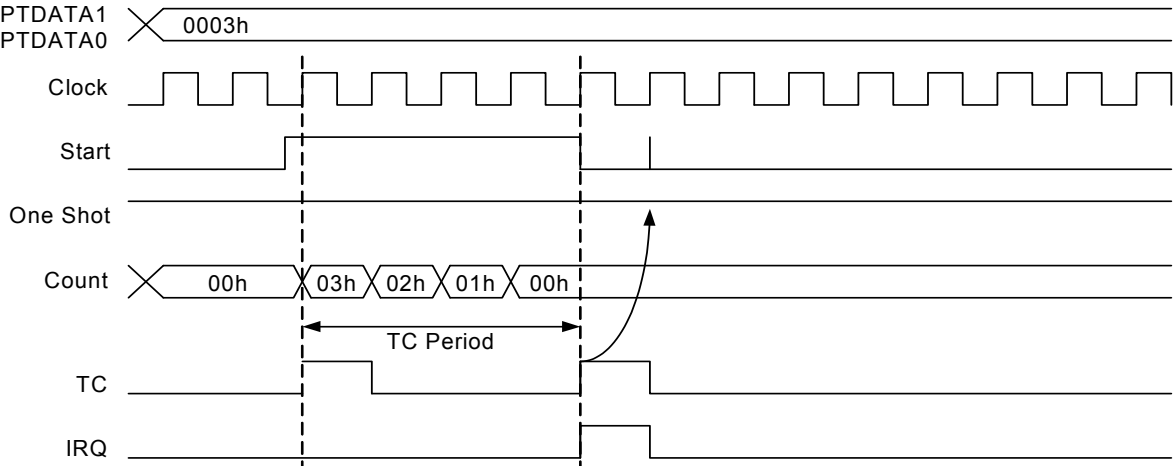 PTDATA1
PTDATA0
0003h
Clock
Start
One Shot
Count
00h
03h
02h
01h
00h
TC Period
TC
IRQ